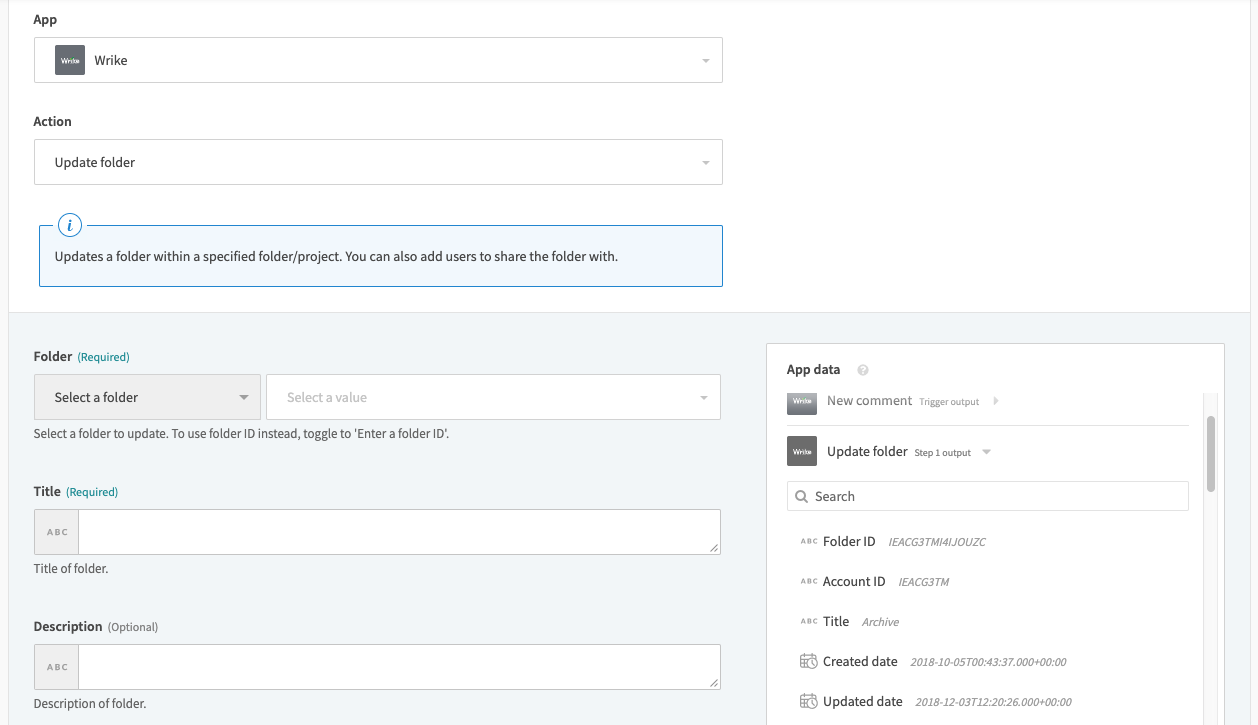 App
Wrike Wrike
Action
Update folder
i
Updates a folder within a specified folder/project. You can also add users to share the folder with.
Folder (Required)
Select a folder
Select a value
Select a folder to update. To use folder ID instead, toggle to 'Enter a folder ID'.
Title (Required)
ABC
Title of folder.
Description (Optional)
ABC
Description of folder.
App data ?
Wrike New comment Trigger output
Wrike Update folder Step 1 output
Search
ABC Folder ID IEACG3TMI4IJOUZC
ABC Account ID IEACG3TM
ABC Title Archive
Created date 2018-10-05T00:43:37.000+00:00
Updated date 2018-12-03T12:20:26.000+00:00